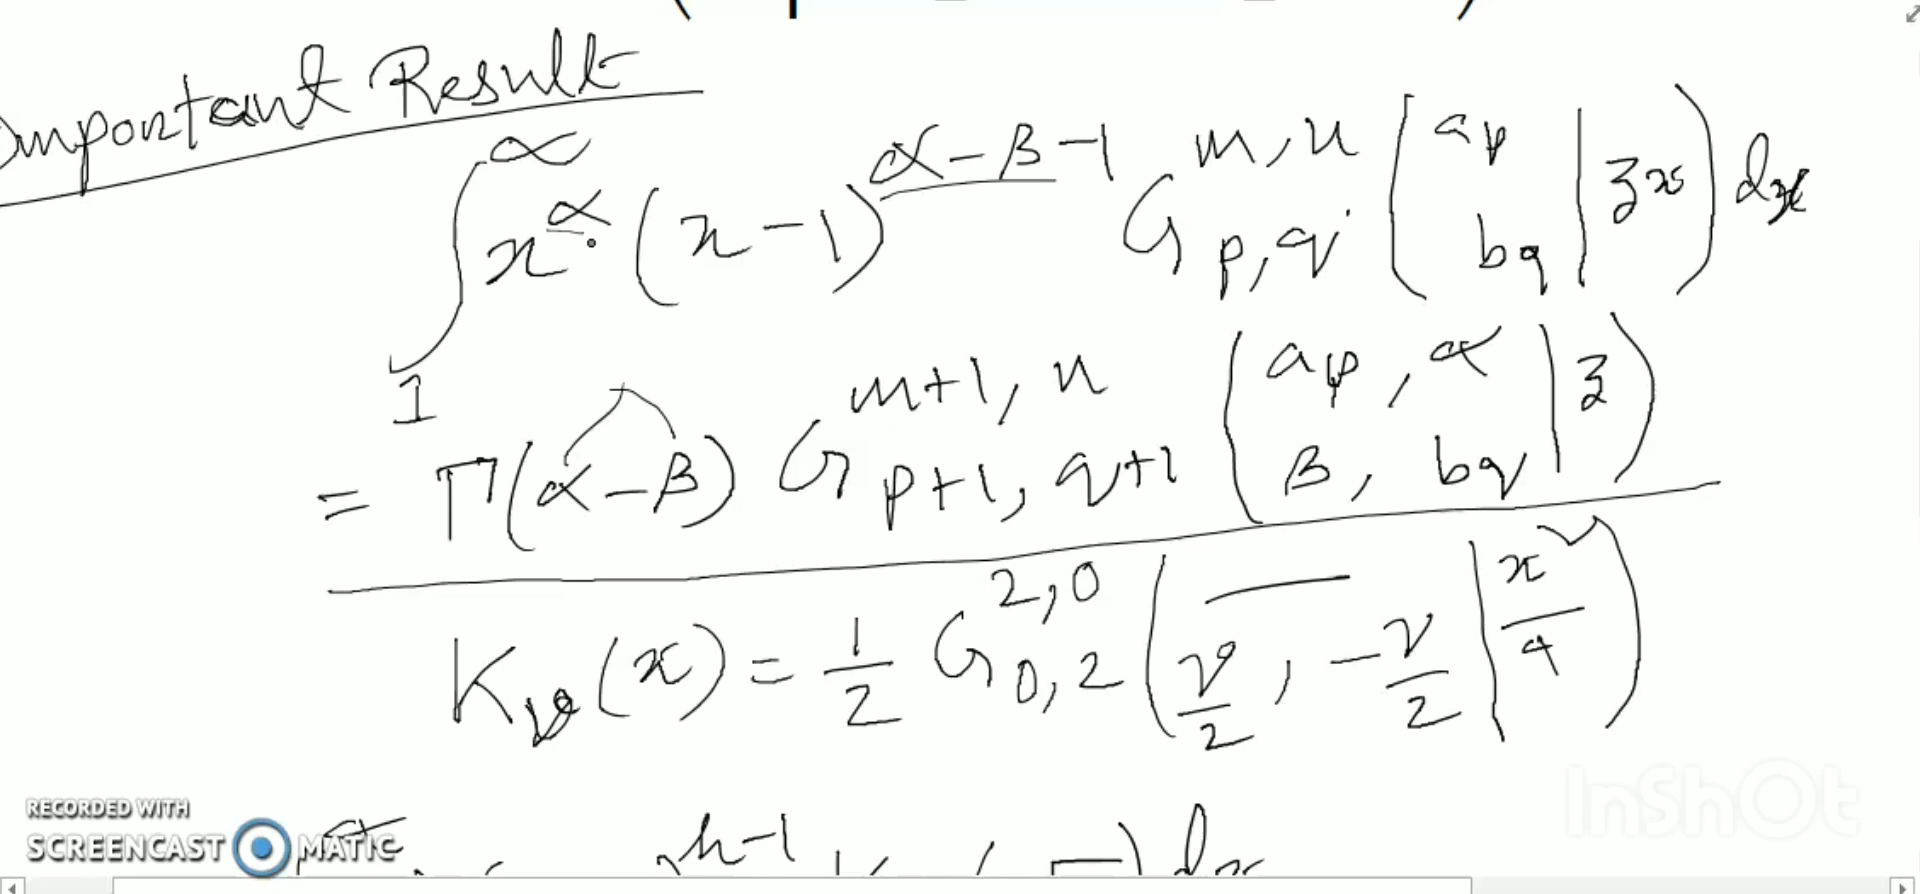 Important Result
∫₁^∝ x^α (x-1)^(α-β-1) G^{m,n}_{p,q} (a_p b_q | zx) dx
= Γ(α-β) G^{m+1,n}_{p+1,q+1} (a_p, α β, b_q | z)
K_ν(x) = 1/2 G^{2,0}_{0,2} (— ν/2, -ν/2 | x²/4)
RECORDED WITH
SCREENCAST MATIC
InShOt